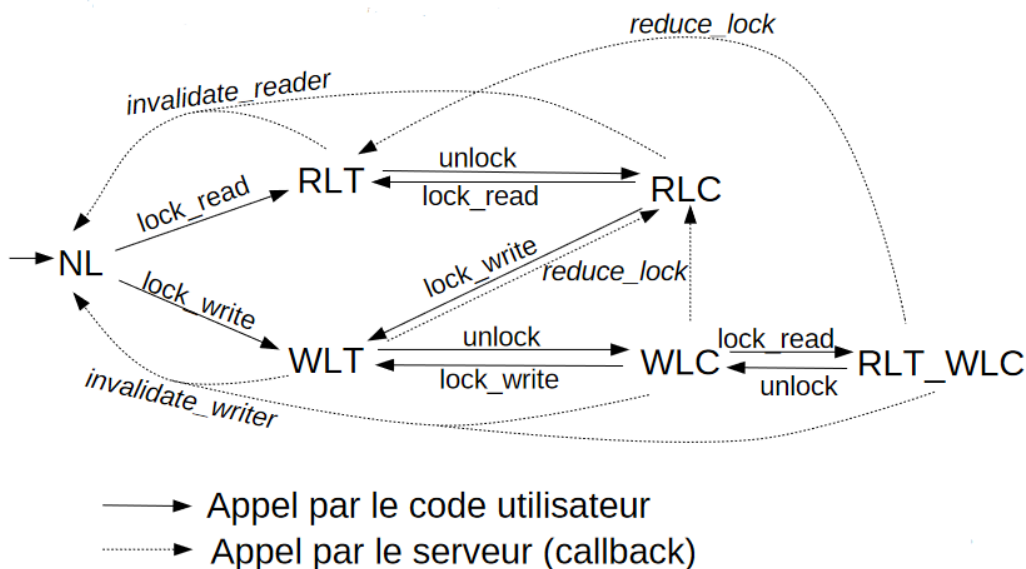 reduce_lock
invalidate_reader
unlock
RLT
RLC
lock_read
lock_read
NL
lock_write
reduce_lock
lock_write
WLT
unlock
WLC
lock_read
RLT_WLC
lock_write
unlock
invalidate_writer
Appel par le code utilisateur
Appel par le serveur (callback)